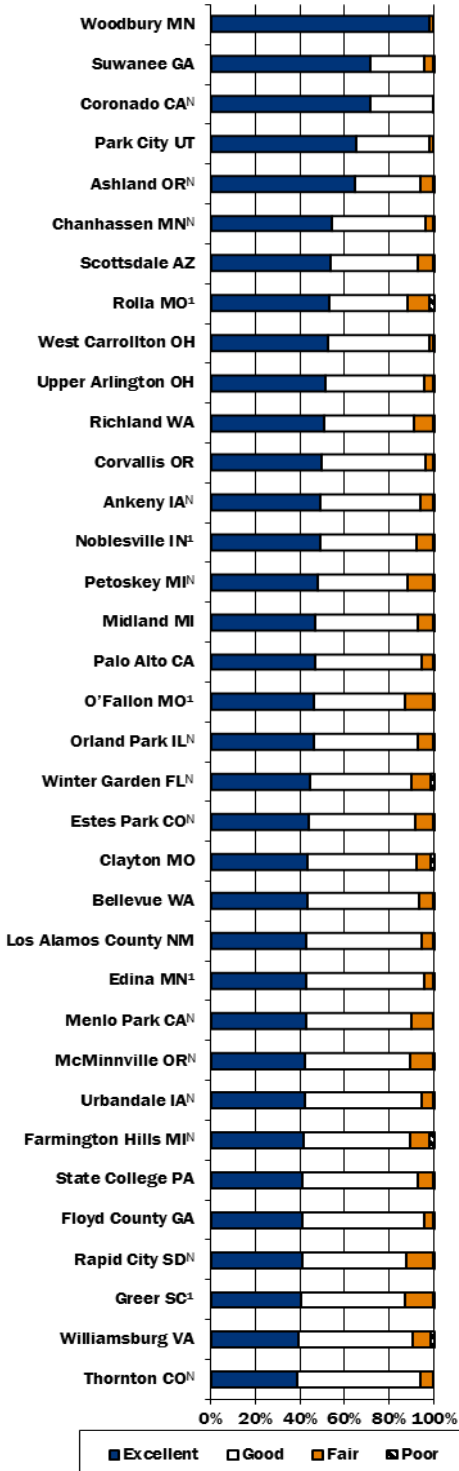 Woodbury MN
Suwanee GA
Coronado CAᴺ
Park City UT
Ashland ORᴺ
Chanhassen MNᴺ
Scottsdale AZ
Rolla MO¹
West Carrollton OH
Upper Arlington OH
Richland WA
Corvallis OR
Ankeny IAᴺ
Noblesville IN¹
Petoskey MIᴺ
Midland MI
Palo Alto CA
O'Fallon MO¹
Orland Park ILᴺ
Winter Garden FLᴺ
Estes Park COᴺ
Clayton MO
Bellevue WA
Los Alamos County NM
Edina MN¹
Menlo Park CAᴺ
McMinnville ORᴺ
Urbandale IAᴺ
Farmington Hills MIᴺ
State College PA
Floyd County GA
Rapid City SDᴺ
Greer SC¹
Williamsburg VA
Thornton COᴺ
0% 20% 40% 60% 80% 100%
Excellent Good Fair Poor